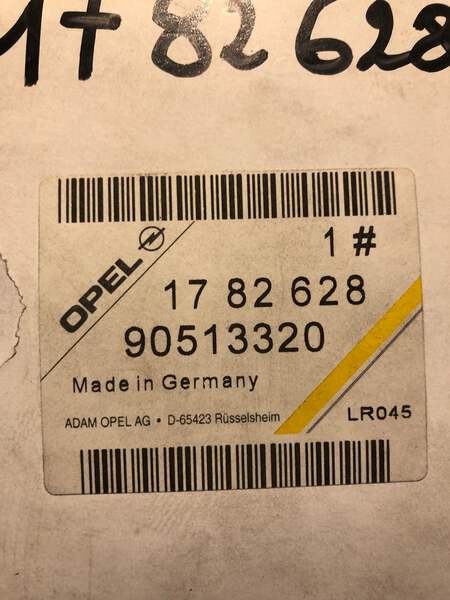 17 82 628
1 #
OPEL
17 82 628
90513320
Made in Germany
ADAM OPEL AG • D-65423 Rüsselsheim
LR045